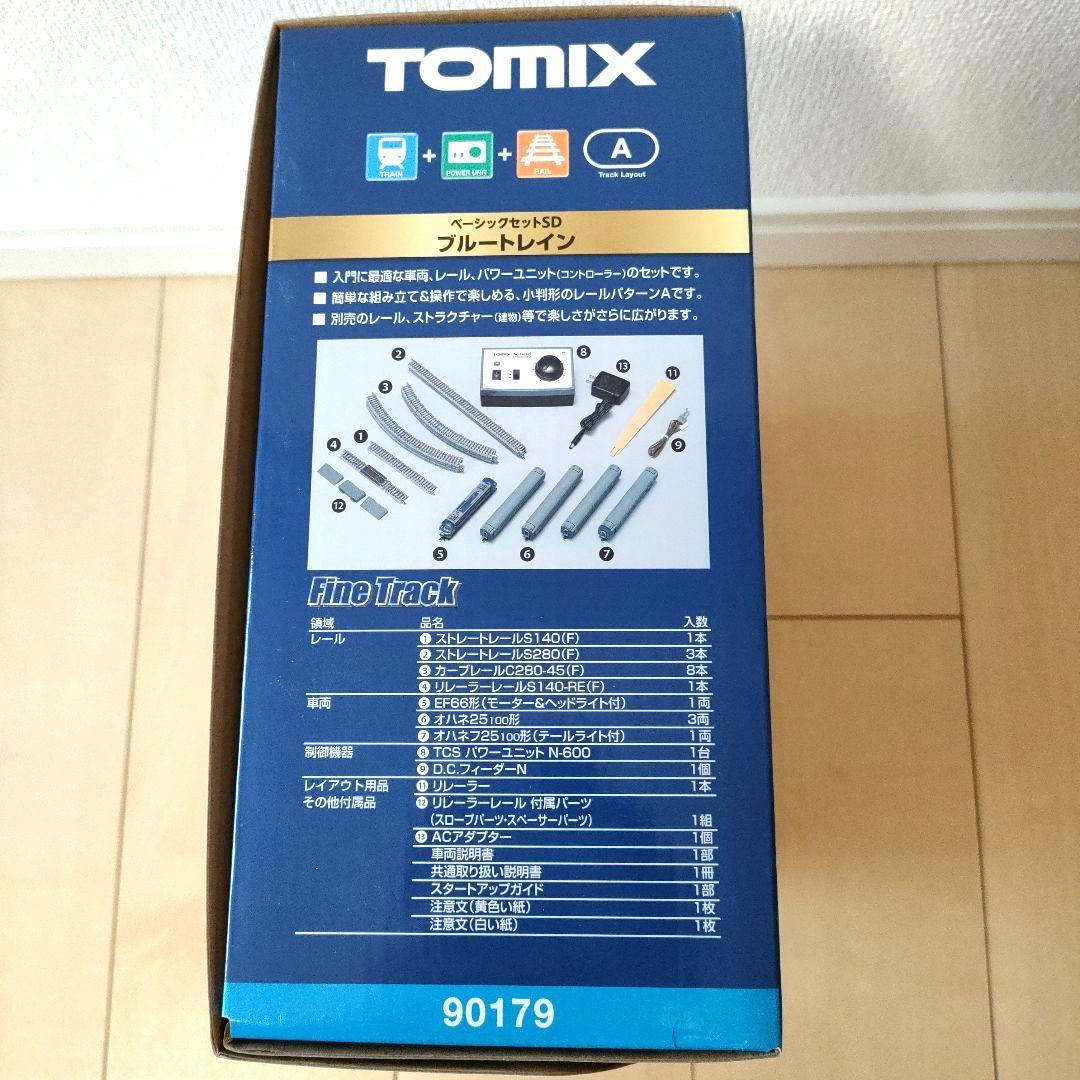 TOMIX
TRAIN
+
POWER UNIT
+
RAIL
A
Track Layout
ベーシックセットSD
ブルートレイン
■ 入門に最適な車両、レール、パワーユニット(コントローラー)のセットです。
■ 簡単な組み立て&操作で楽しめる、小判形のレールパターンAです。
■ 別売のレール、ストラクチャー(建物)等で楽しさがさらに広がります。
② ③ ① ④ ⑫ ⑧ ⑬ ⑪ ⑨ ⑤ ⑥ ⑦
TOMIX N-600
Fine Track
領域 品名 入数
レール ①ストレートレールS140(F) 1本
②ストレートレールS280(F) 3本
③カーブレールC280-45(F) 8本
④リレーラーレールS140-RE(F) 1本
車両 ⑤EF66形(モーター&ヘッドライト付) 1両
⑥オハネ25 100形 3両
⑦オハネフ25 100形(テールライト付) 1両
制御機器 ⑧TCS パワーユニット N-600 1台
⑨D.C.フィーダーN 1個
レイアウト用品 ⑪リレーラー 1本
その他付属品 ⑫リレーラーレール 付属パーツ
(スロープパーツ・スペーサーパーツ) 1組
⑬ACアダプター 1個
車両説明書 1部
共通取り扱い説明書 1冊
スタートアップガイド 1部
注意文(黄色い紙) 1枚
注意文(白い紙) 1枚
90179